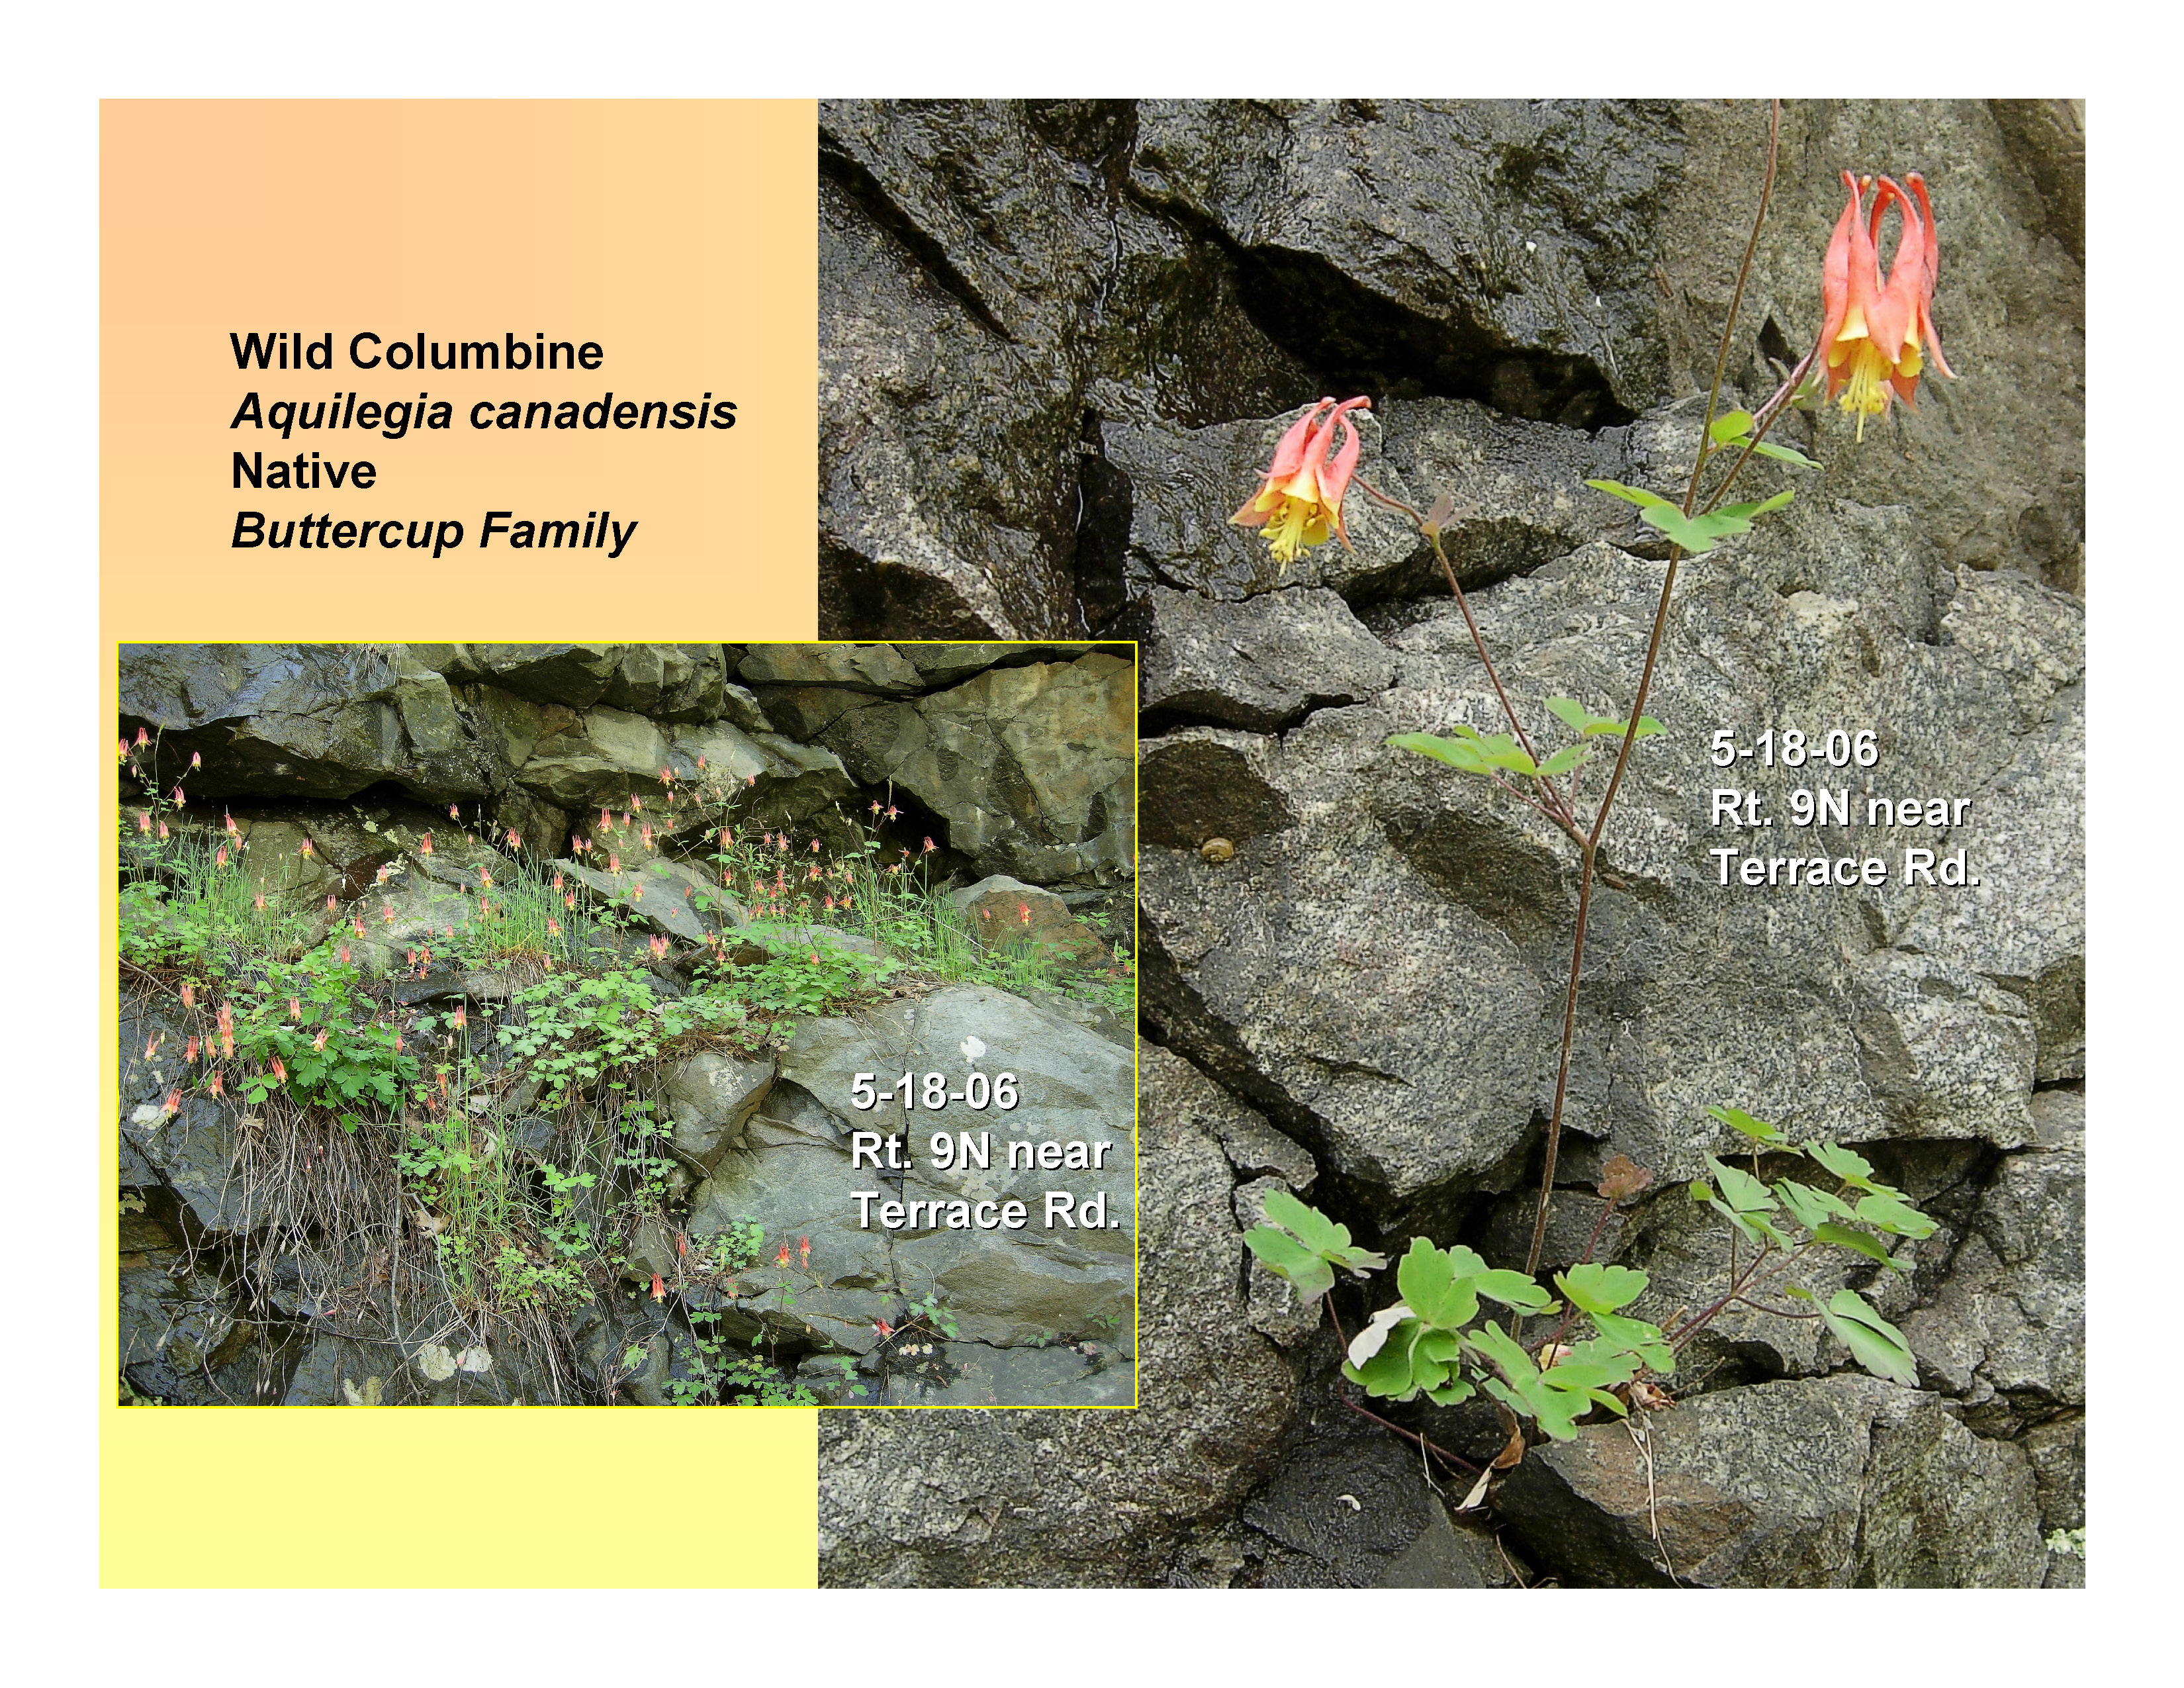 Wild Columbine
Aquilegia canadensis
Native
Buttercup Family
5-18-06
Rt. 9N near
Terrace Rd.
5-18-06
Rt. 9N near
Terrace Rd.